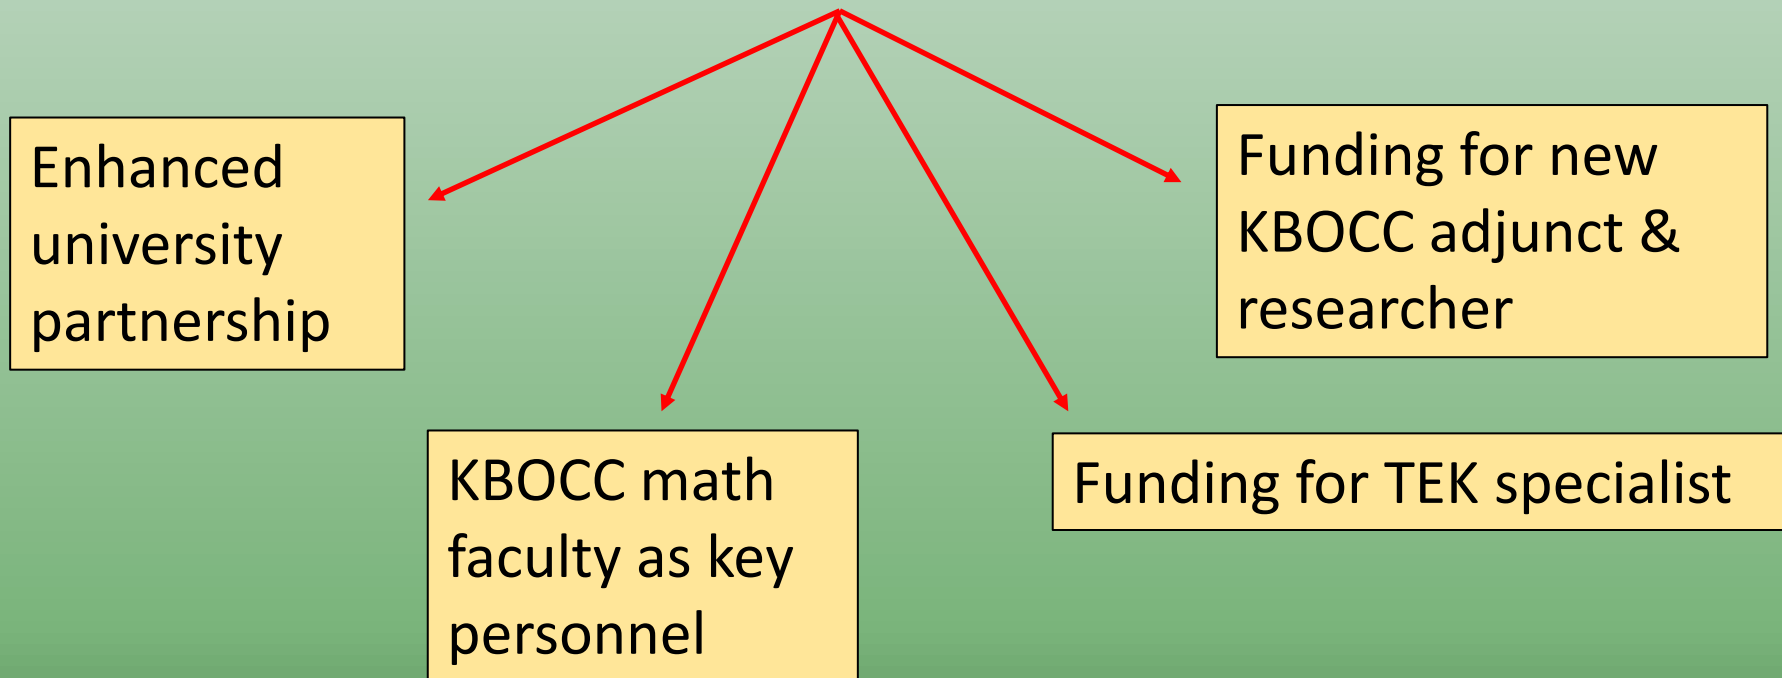 Enhanced
university
partnership
Funding for new
KBOCC adjunct &
researcher
KBOCC math
faculty as key
personnel
Funding for TEK specialist